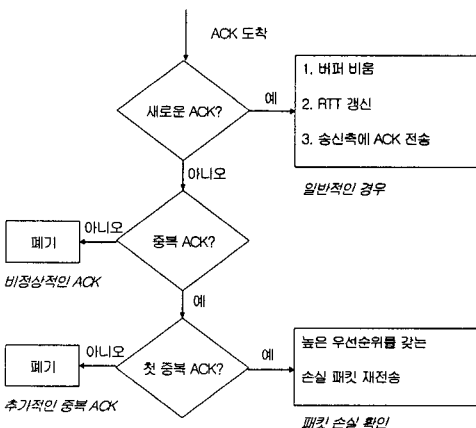 ACK 도착
새로운 ACK?
예
1. 버퍼 비움
2. RTT 갱신
3. 송신측에 ACK 전송
일반적인 경우
아니오
중복 ACK?
아니오
폐기
비정상적인 ACK
예
첫 중복 ACK?
아니오
폐기
추가적인 중복 ACK
예
높은 우선순위를 갖는
손실 패킷 재전송
패킷 손실 확인